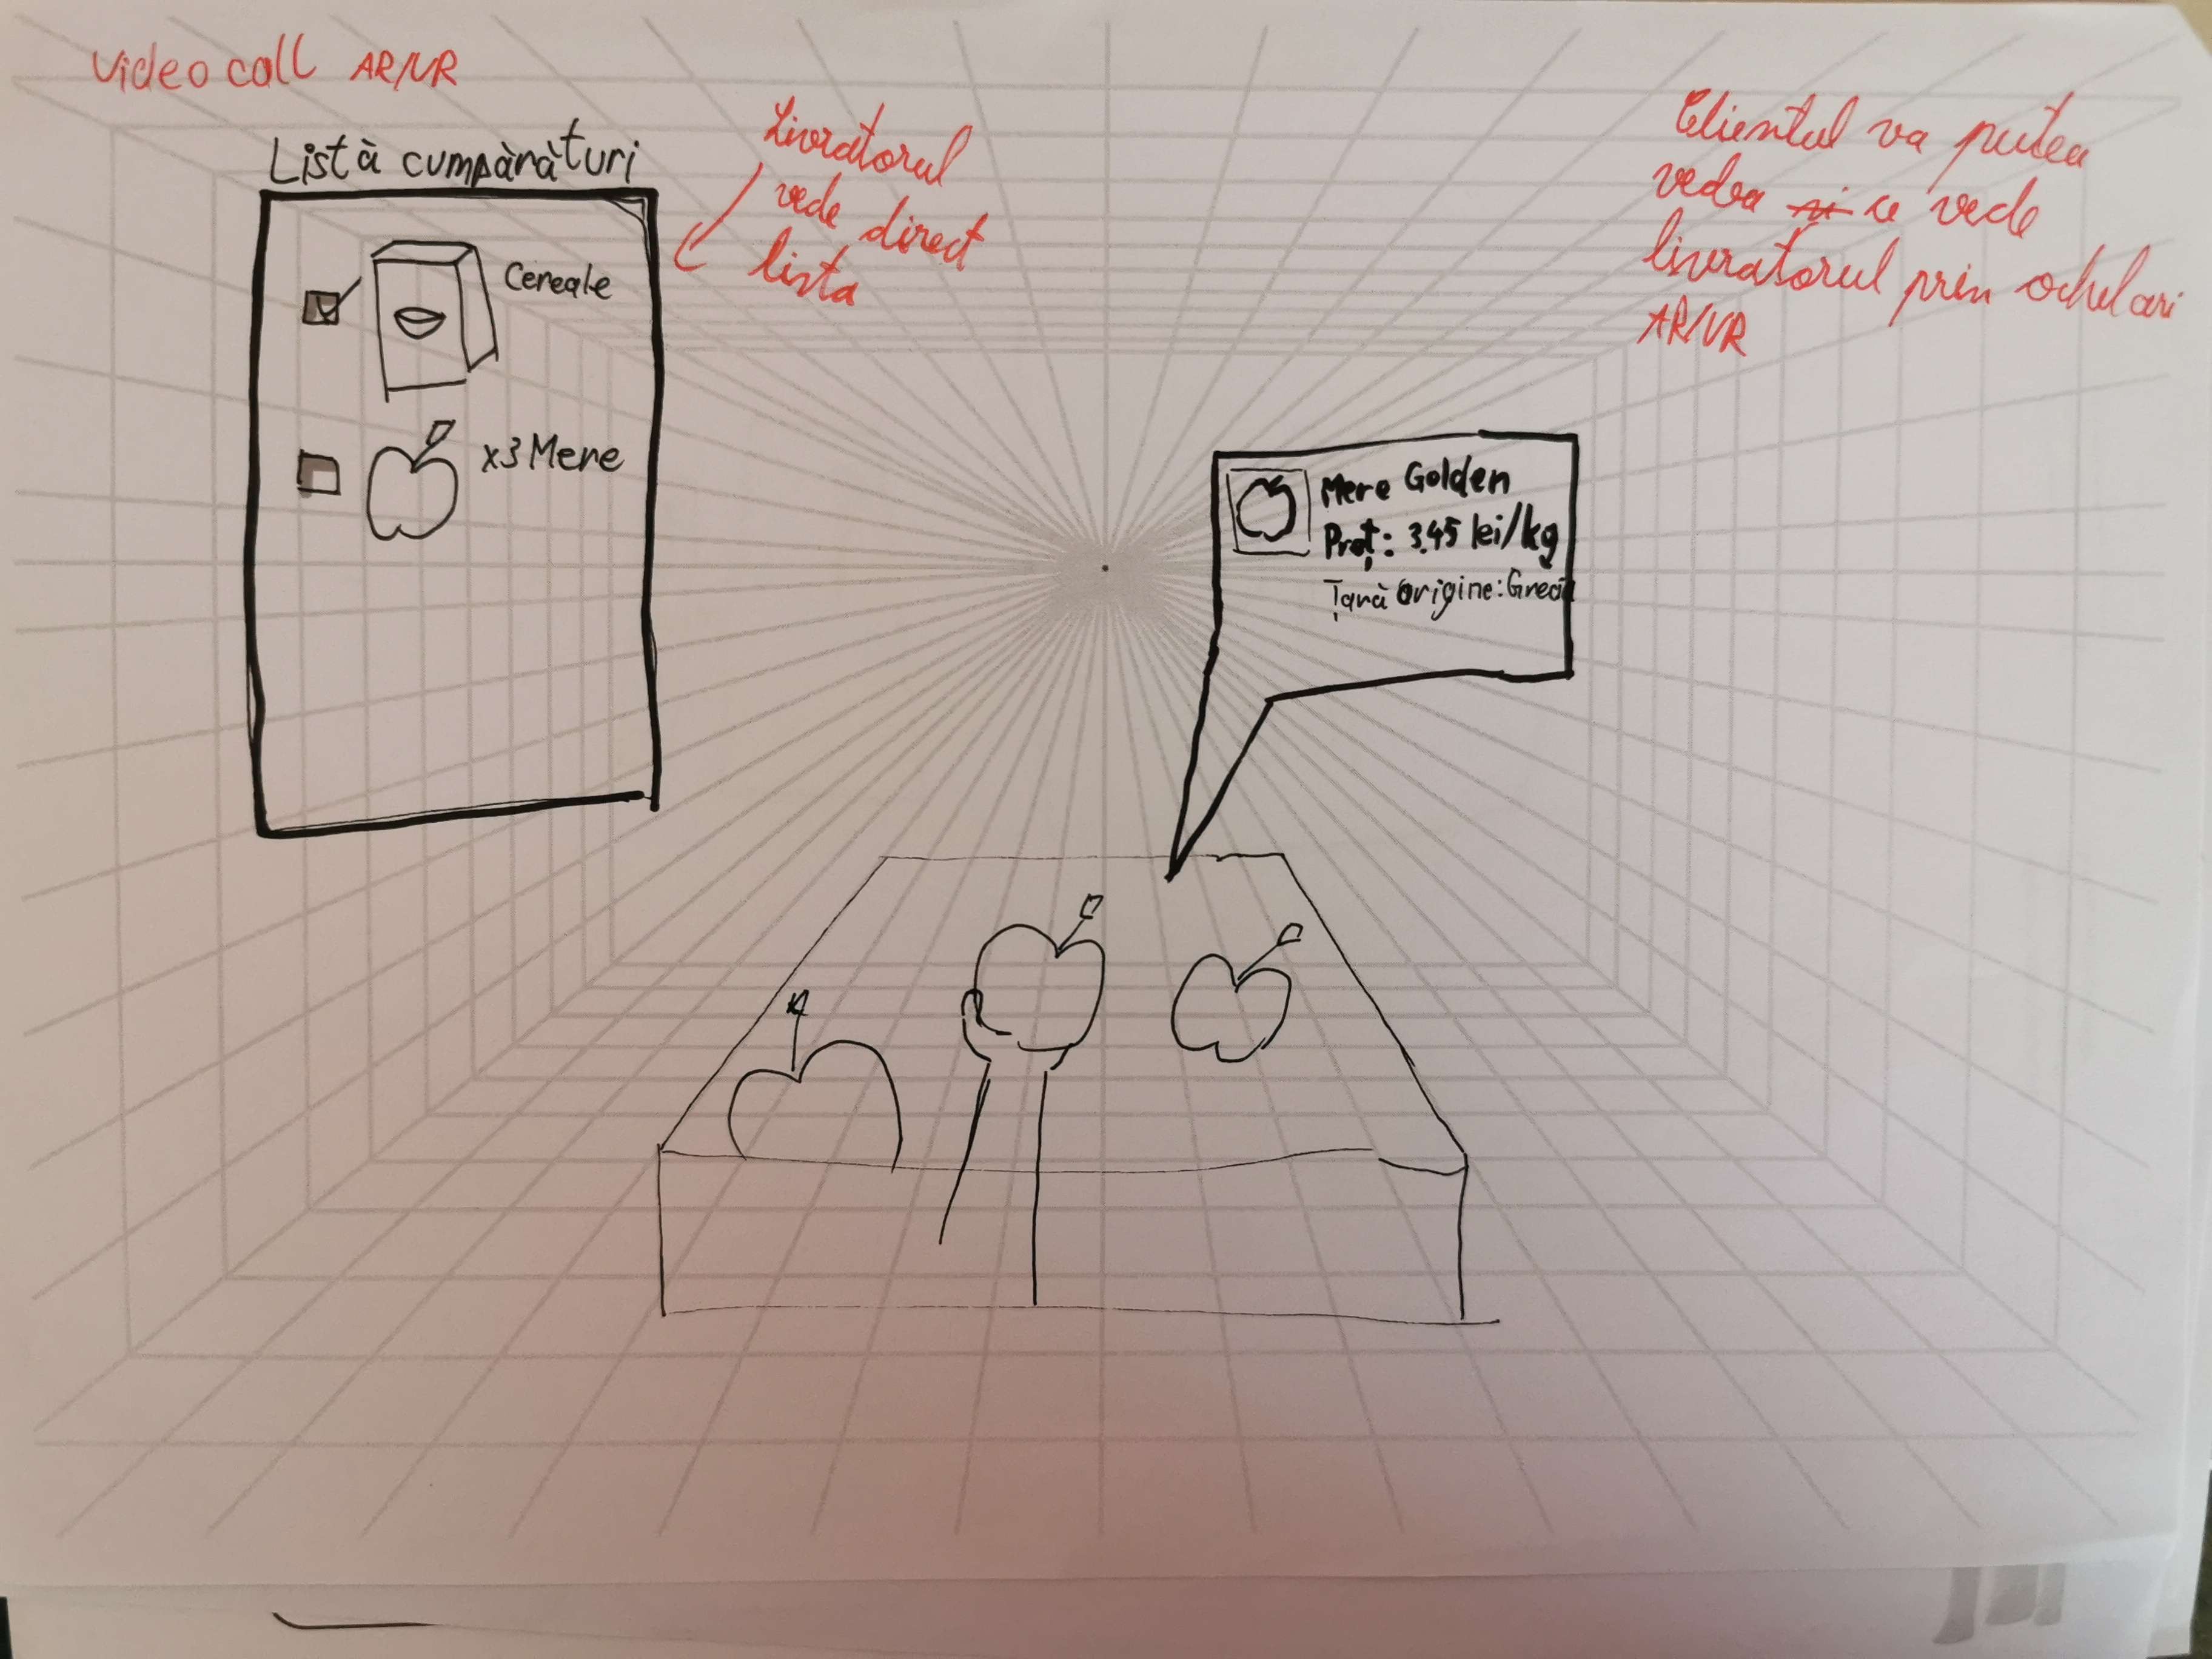 Video call AR/VR
Listă cumpărături
Cereale
x3 Mere
Livratorul
vede direct
lista
Clientul va putea
vedea ce vede
livratorul prin ochelari
AR/VR
Mere Golden
Preț: 3.45 lei/kg
Țară origine: Grecia